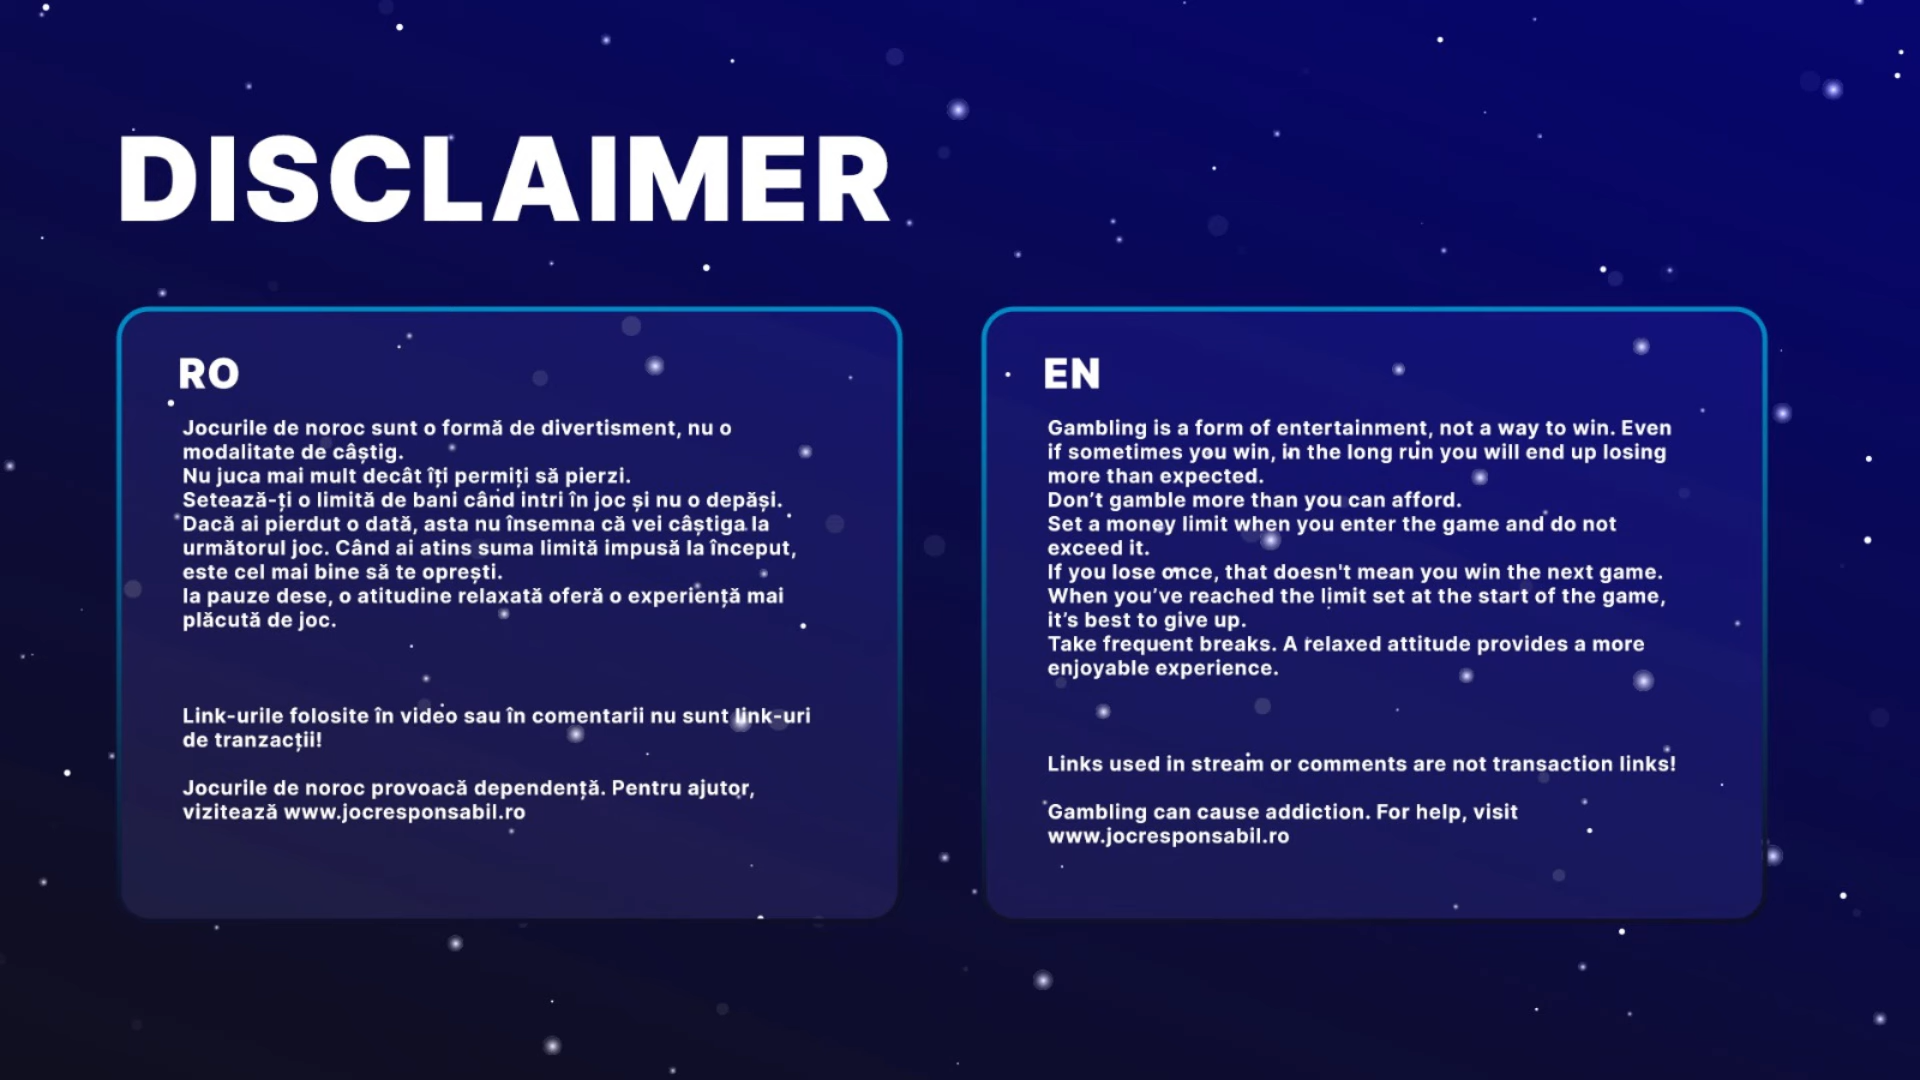 DISCLAIMER
RO
Jocurile de noroc sunt o formă de divertisment, nu o
modalitate de câștig.
Nu juca mai mult decât îți permiți să pierzi.
Setează-ți o limită de bani când intri în joc și nu o depăși.
Dacă ai pierdut o dată, asta nu însemna că vei câștiga la
următorul joc. Când ai atins suma limită impusă la început,
este cel mai bine să te oprești.
Ia pauze dese, o atitudine relaxată oferă o experiență mai
plăcută de joc.
Link-urile folosite în video sau în comentarii nu sunt link-uri
de tranzacții!
Jocurile de noroc provoacă dependență. Pentru ajutor,
vizitează www.jocresponsabil.ro
EN
Gambling is a form of entertainment, not a way to win. Even
if sometimes you win, in the long run you will end up losing
more than expected.
Don’t gamble more than you can afford.
Set a money limit when you enter the game and do not
exceed it.
If you lose once, that doesn't mean you win the next game.
When you’ve reached the limit set at the start of the game,
it’s best to give up.
Take frequent breaks. A relaxed attitude provides a more
enjoyable experience.
Links used in stream or comments are not transaction links!
Gambling can cause addiction. For help, visit
www.jocresponsabil.ro